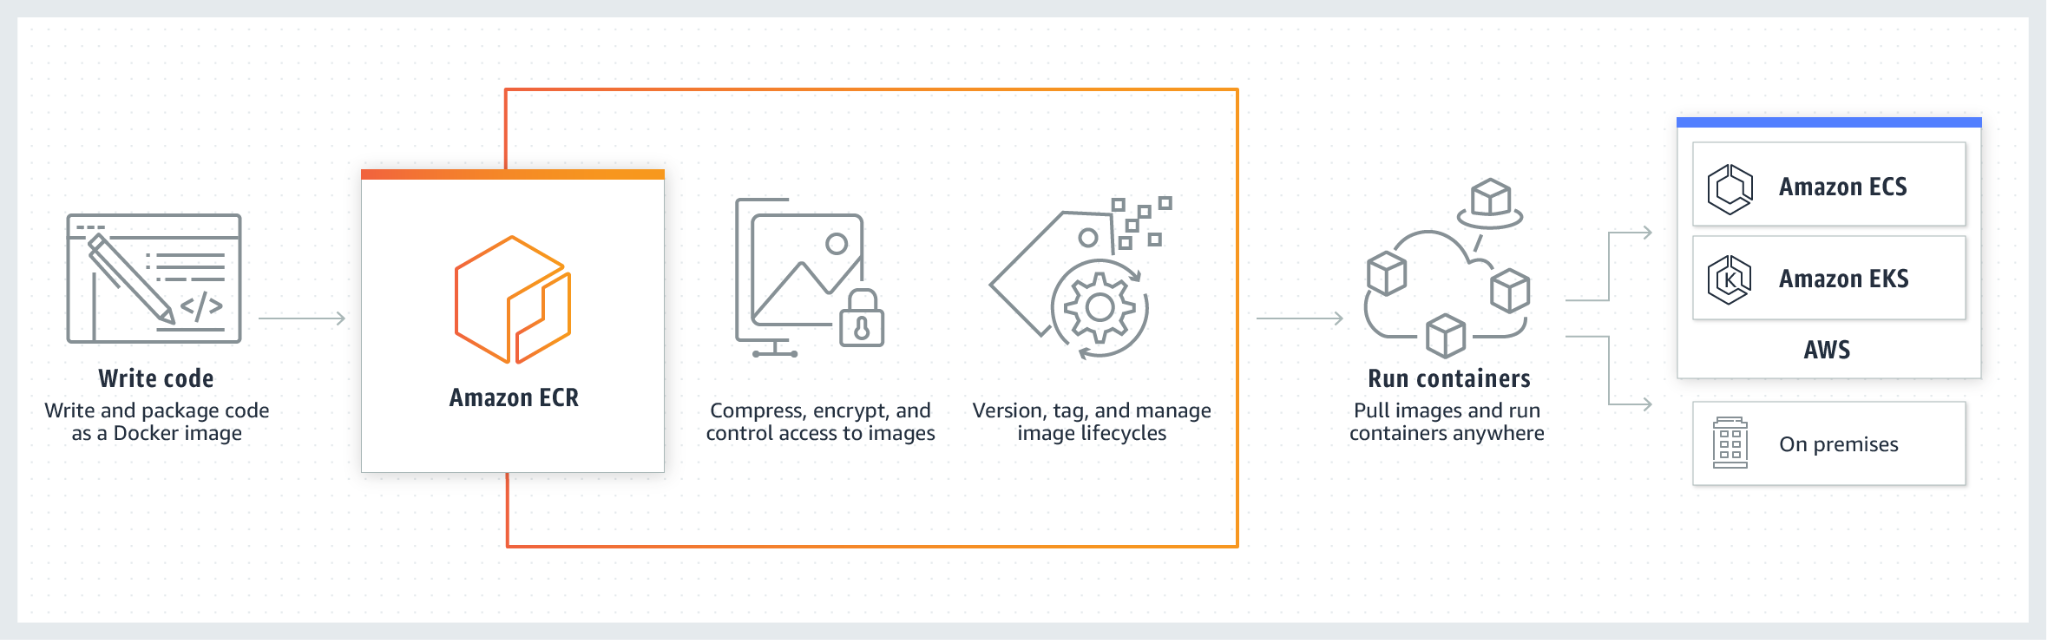 Write code
Write and package code
as a Docker image
</>
Amazon ECR
Compress, encrypt, and
control access to images
Version, tag, and manage
image lifecycles
Run containers
Pull images and run
containers anywhere
Amazon ECS
K
Amazon EKS
AWS
On premises